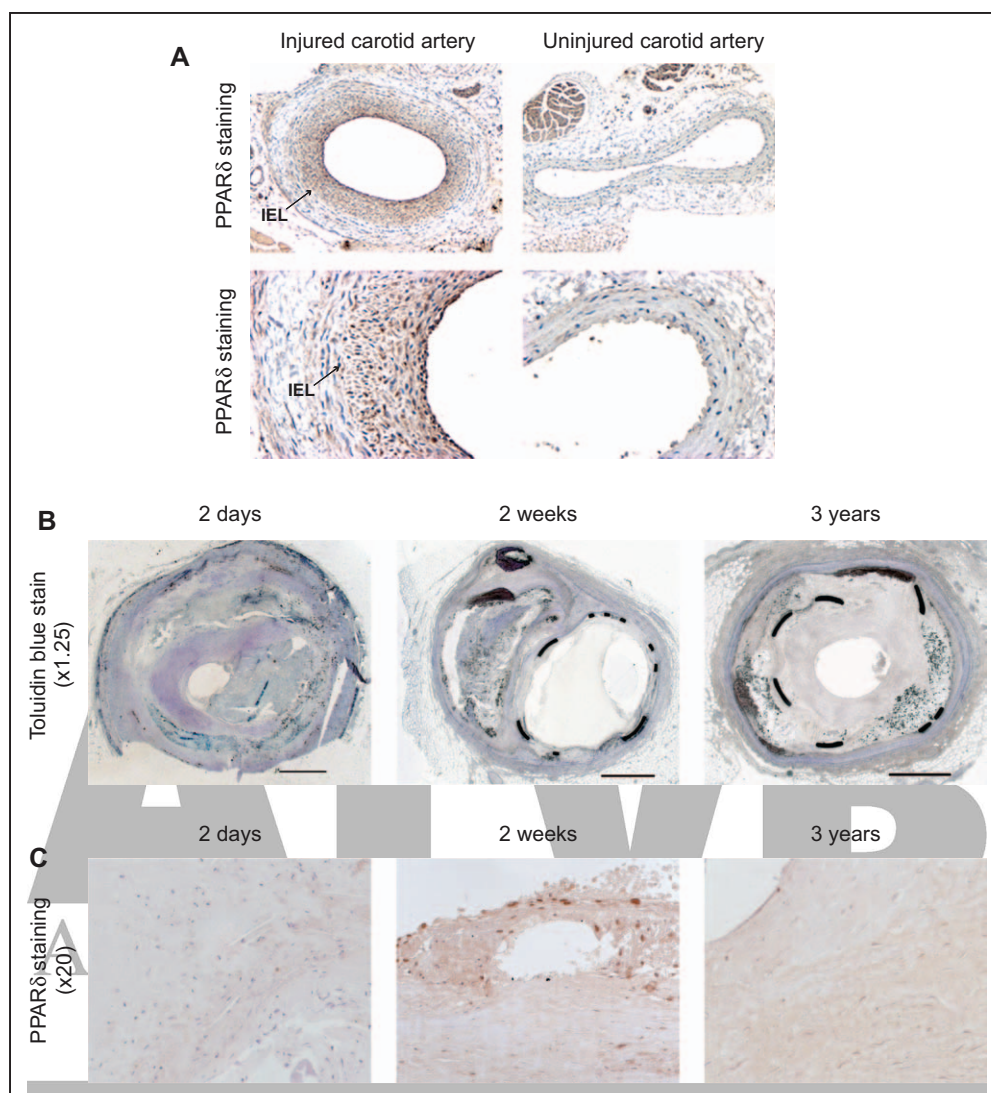 A
Injured carotid artery
Uninjured carotid artery
PPARδ staining
IEL
PPARδ staining
IEL
B
2 days
2 weeks
3 years
Toluidin blue stain
(x1.25)
2 days
2 weeks
3 years
C
PPARδ staining
(x20)
A